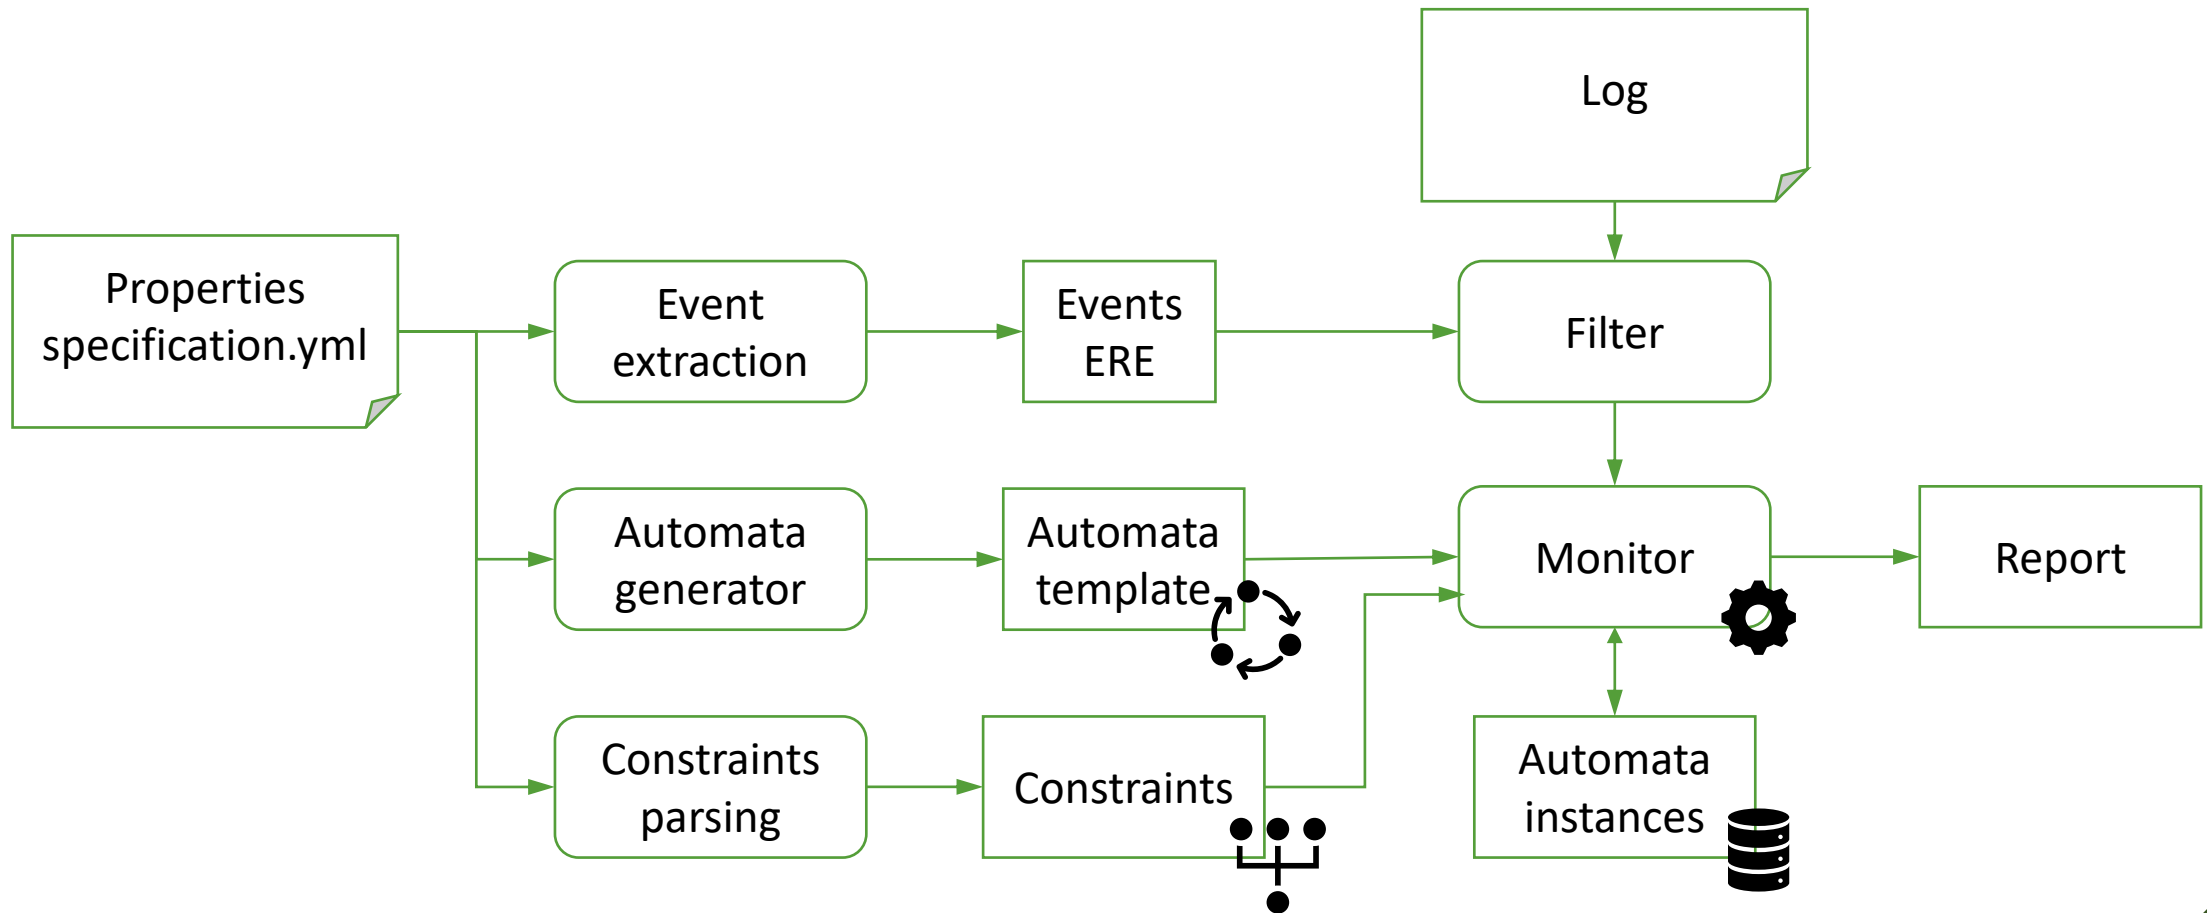 Log
Properties
specification.yml
Event
extraction
Events
ERE
Filter
Automata
generator
Automata
template
Monitor
Report
Constraints
parsing
Constraints
Automata
instances